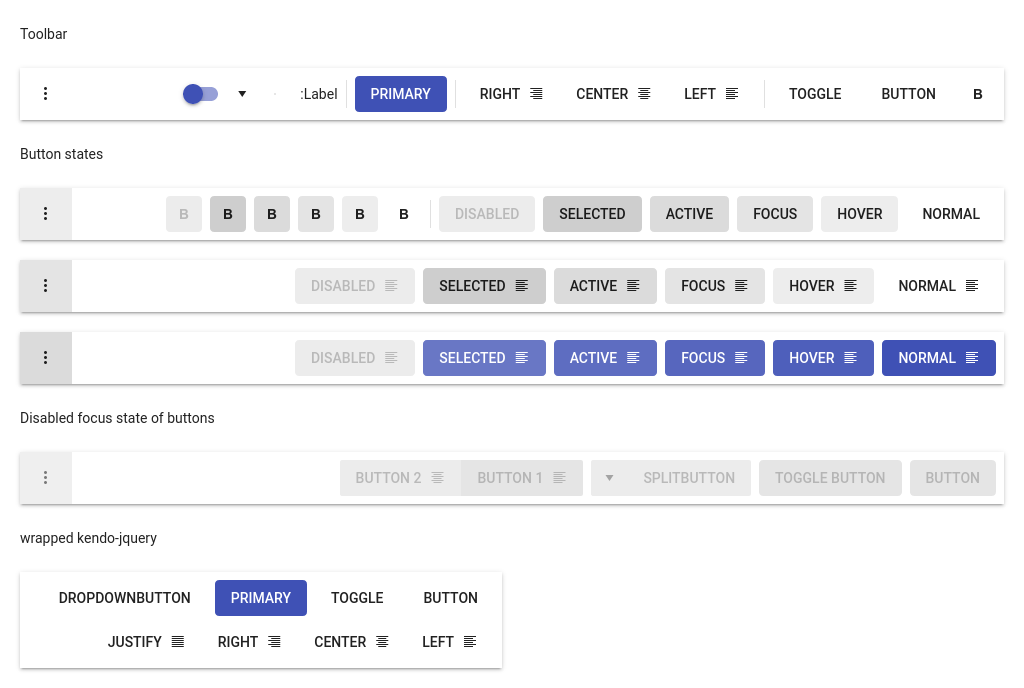 Toolbar
:Label PRIMARY RIGHT CENTER LEFT TOGGLE BUTTON B
Button states
B B B B B B DISABLED SELECTED ACTIVE FOCUS HOVER NORMAL
DISABLED SELECTED ACTIVE FOCUS HOVER NORMAL
DISABLED SELECTED ACTIVE FOCUS HOVER NORMAL
Disabled focus state of buttons
BUTTON 2 BUTTON 1 SPLITBUTTON TOGGLE BUTTON BUTTON
wrapped kendo-jquery
DROPDOWNBUTTON PRIMARY TOGGLE BUTTON
JUSTIFY RIGHT CENTER LEFT